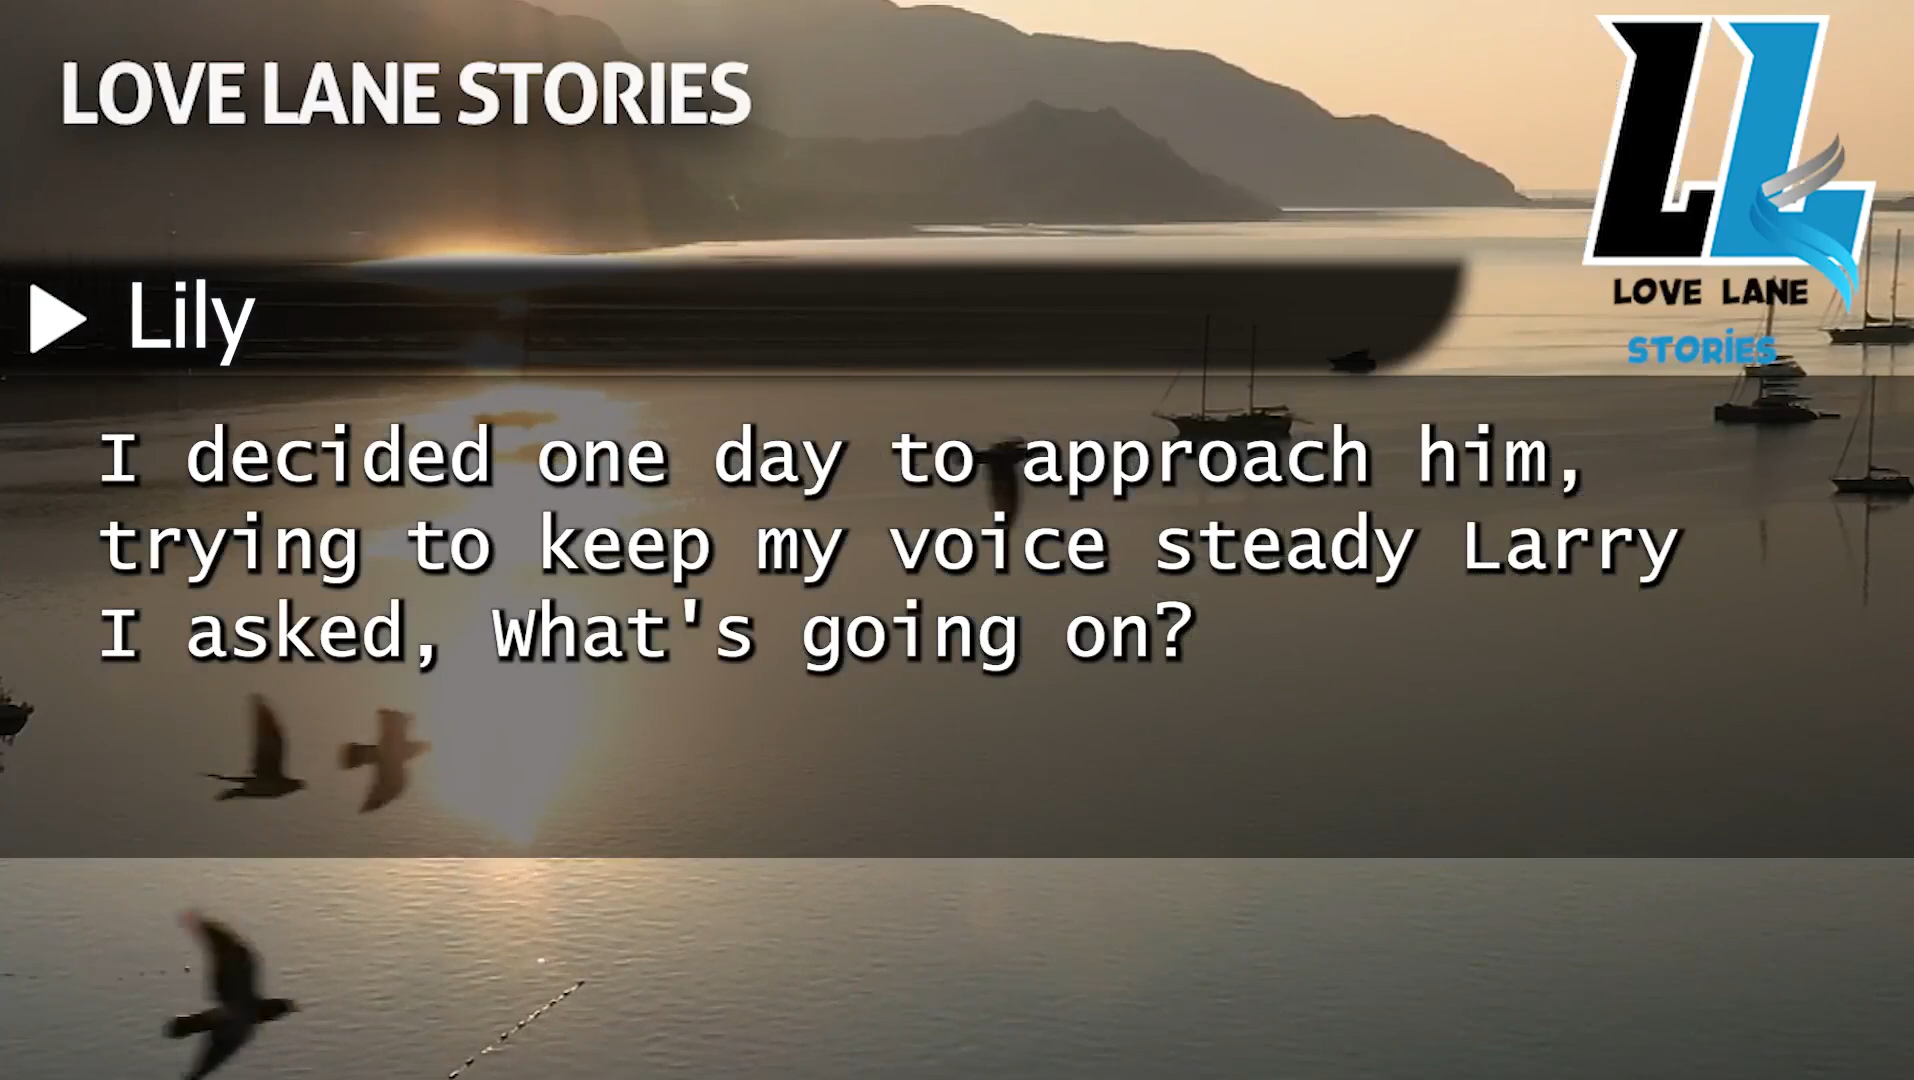 LOVE LANE STORIES
LL
LOVE LANE
STORIES
Lily
I decided one day to approach him,
trying to keep my voice steady Larry
I asked, What's going on?